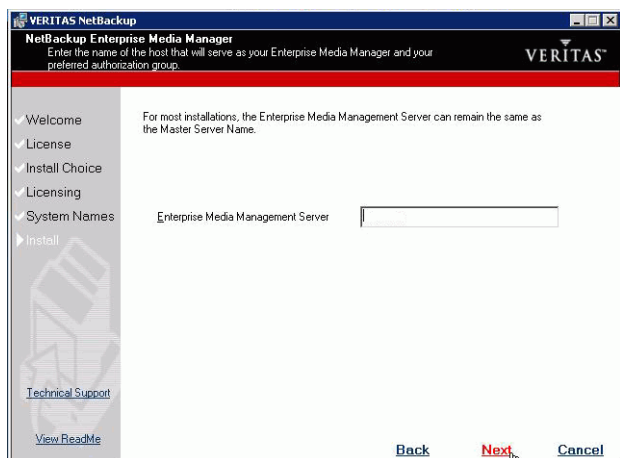 VERITAS NetBackup
NetBackup Enterprise Media Manager
Enter the name of the host that will serve as your Enterprise Media Manager and your
preferred authorization group.
VERITAS™
Welcome
License
Install Choice
Licensing
System Names
Install
For most installations, the Enterprise Media Management Server can remain the same as
the Master Server Name.
Enterprise Media Management Server
Technical Support
View ReadMe
Back
Next
Cancel